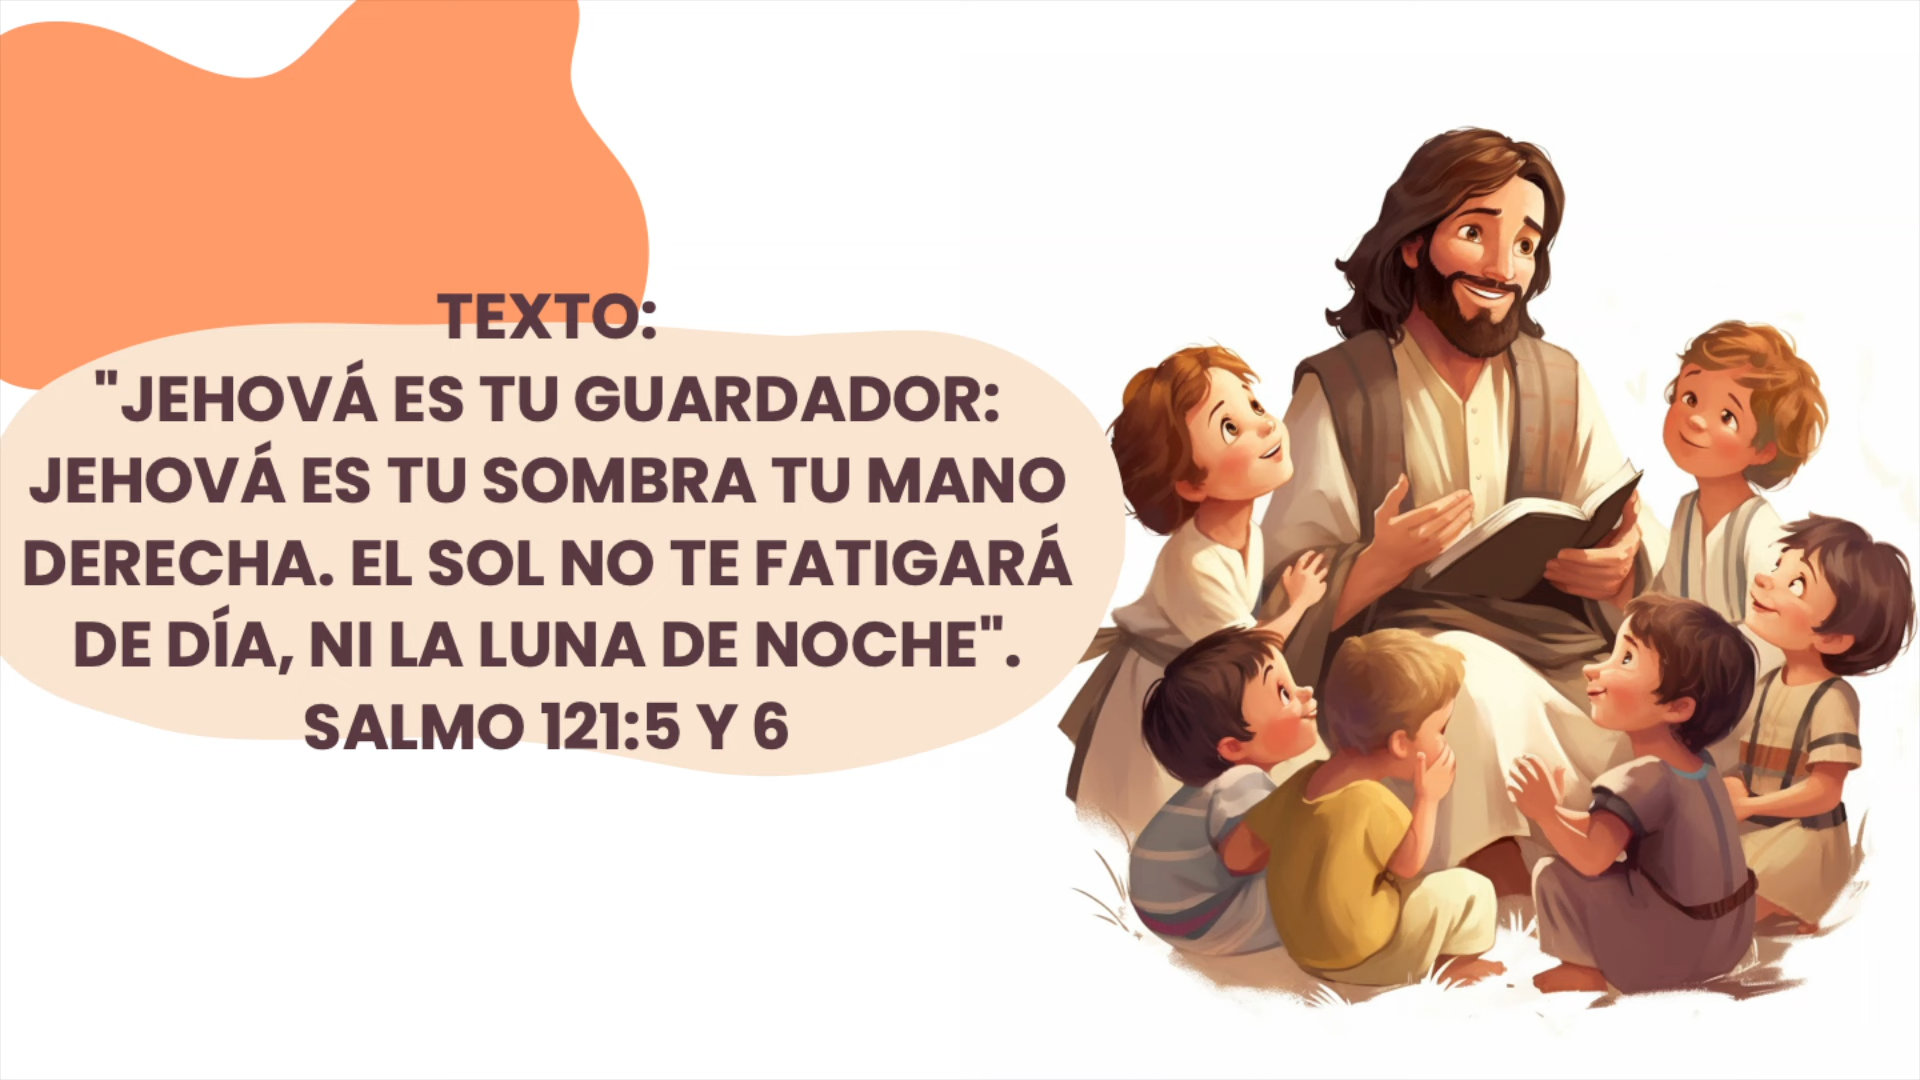 TEXTO:
"JEHOVÁ ES TU GUARDADOR:
JEHOVÁ ES TU SOMBRA TU MANO
DERECHA. EL SOL NO TE FATIGARÁ
DE DÍA, NI LA LUNA DE NOCHE".
SALMO 121:5 Y 6